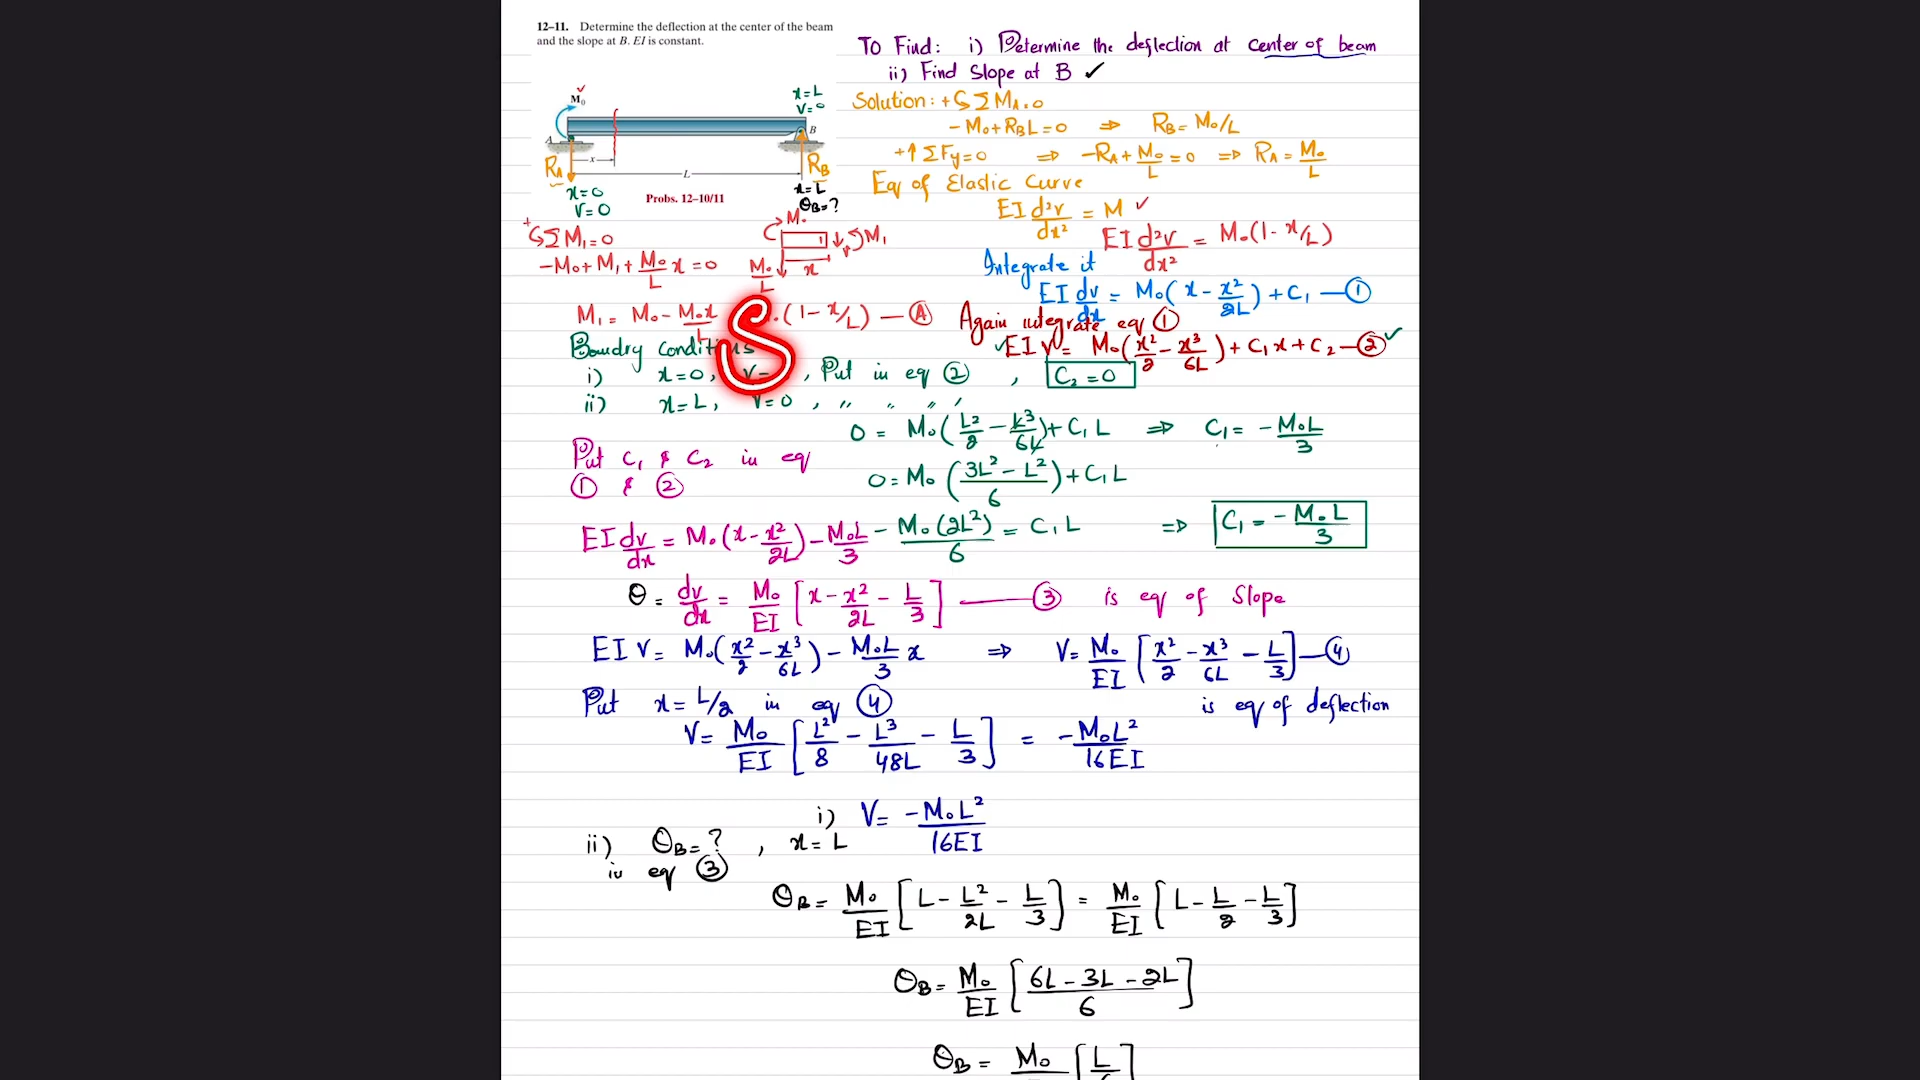 12–11. Determine the deflection at the center of the beam
and the slope at B. EI is constant.
To Find: i) Determine the deflection at center of beam
ii) Find Slope at B ✓
M₀ ✓
x=L
V=0
A
B
R_A
x
L
R_B
x=0
V=0
Probs. 12–10/11
x=L
θ_B=?
Solution: +↺ΣM_A=0
-M₀+R_B L=0 ⇒ R_B= M₀/L
+↑ΣFy=0 ⇒ -R_A+M₀/L=0 ⇒ R_A= M₀/L
Eq of Elastic Curve
EI d²v/dx² = M ✓
EI d²v/dx² = M₀(1-x/L)
+↺ΣM₁=0
-M₀+M₁+M₀/L x=0
M₀
M₁
v
M₀/L
x
Integrate it
EI dv/dx = M₀(x-x²/2L)+C₁ — ①
M₁= M₀-M₀x/L
(1-x/L) — Ⓐ
Again integrate eq ①
✓EI V= M₀(x²/2-x³/6L)+C₁x+C₂ — ② ✓
S
Boudry conditions
i) x=0, V= , Put in eq ② , C₂=0
ii) x=L, V=0 , " " " "
0 = M₀(L²/2-L³/6L)+C₁L ⇒ C₁= -M₀L/3
Put C₁ & C₂ in eq
① & ②
0= M₀(3L²-L²/6)+C₁L
-M₀(2L²)/6 = C₁L ⇒ C₁= -M₀L/3
EI dv/dx = M₀(x-x²/2L)-M₀L/3
θ= dv/dx = M₀/EI [x-x²/2L-L/3] — ③ is eq of Slope
EI V= M₀(x²/2-x³/6L)-M₀L/3 x ⇒ V= M₀/EI [x²/2-x³/6L-L/3] — ④
Put x= L/2 in eq ④ is eq of deflection
V= M₀/EI [L²/8-L³/48L-L/3] = -M₀L²/16EI
i) V= -M₀L²/16EI
ii) θ_B=? , x= L
in eq ③
θ_B= M₀/EI [L-L²/2L-L/3] = M₀/EI [L-L/2-L/3]
θ_B= M₀/EI [6L-3L-2L/6]
θ_B= M₀ [L